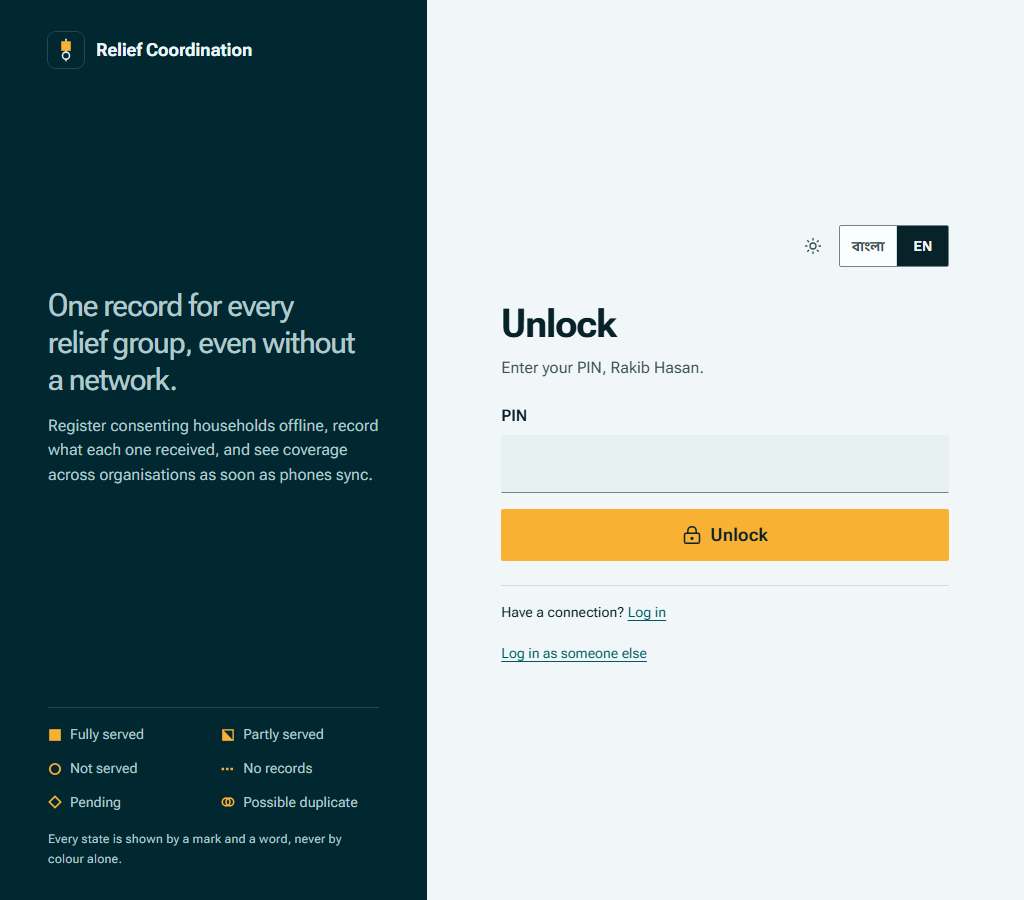 Relief Coordination
One record for every
relief group, even without
a network.
Register consenting households offline, record
what each one received, and see coverage
across organisations as soon as phones sync.
Fully served
Partly served
Not served
No records
Pending
Possible duplicate
Every state is shown by a mark and a word, never by
colour alone.
বাংলা
EN
Unlock
Enter your PIN, Rakib Hasan.
PIN
Unlock
Have a connection? Log in
Log in as someone else